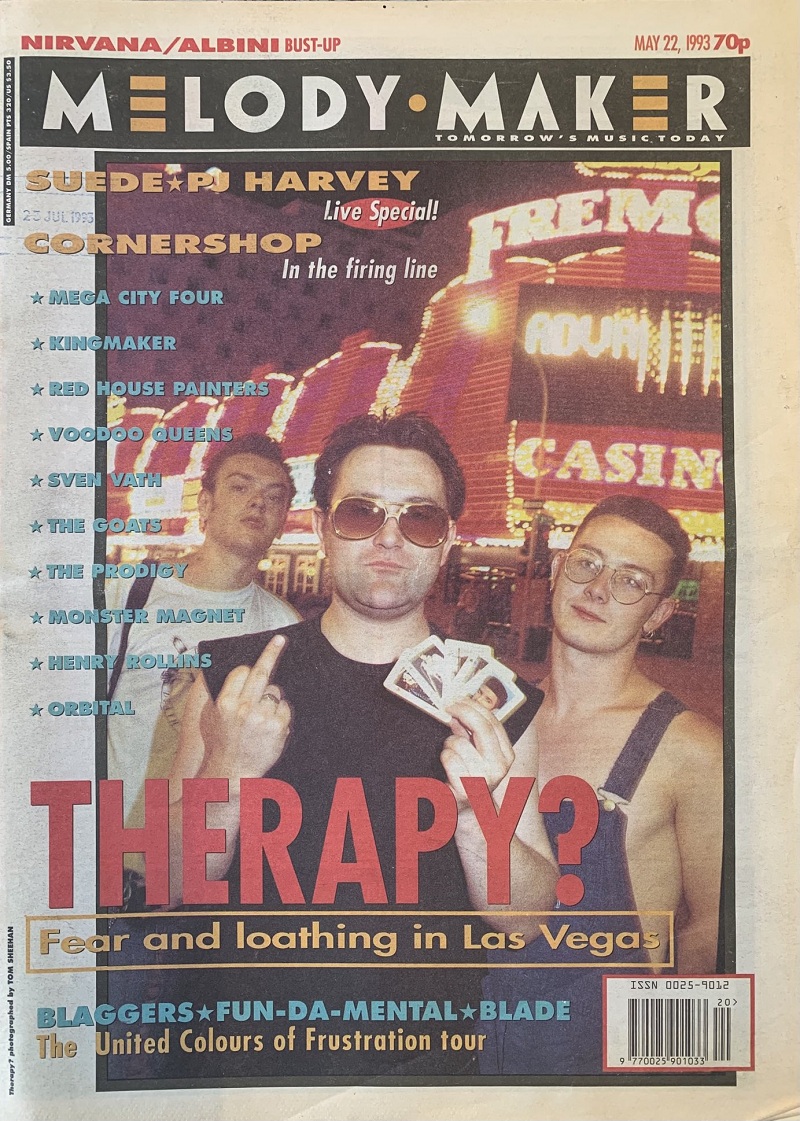 NIRVANA/ALBINI BUST-UP
MAY 22, 1993 70p
GERMANY DM 5.00/SPAIN PTS 320/US $3.50
MELODY•MAKER
TOMORROW'S MUSIC TODAY
SUEDE★PJ HARVEY
Live Special!
23 JUL 1993
CORNERSHOP
In the firing line
★ MEGA CITY FOUR
★ KINGMAKER
★ RED HOUSE PAINTERS
★ VOODOO QUEENS
★ SVEN VATH
★ THE GOATS
★ THE PRODIGY
★ MONSTER MAGNET
★ HENRY ROLLINS
★ ORBITAL
FREMO
CASIN
THERAPY?
Fear and loathing in Las Vegas
BLAGGERS★FUN-DA-MENTAL★BLADE
The United Colours of Frustration tour
Therapy? photographed by TOM SHEEHAN
ISSN 0025-9012
20>
9 770025 901033